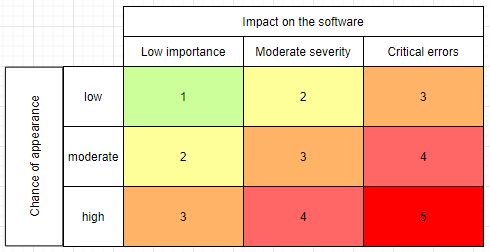 Impact on the software
Low importance Moderate severity Critical errors
Chance of appearance
low 1 2 3
moderate 2 3 4
high 3 4 5